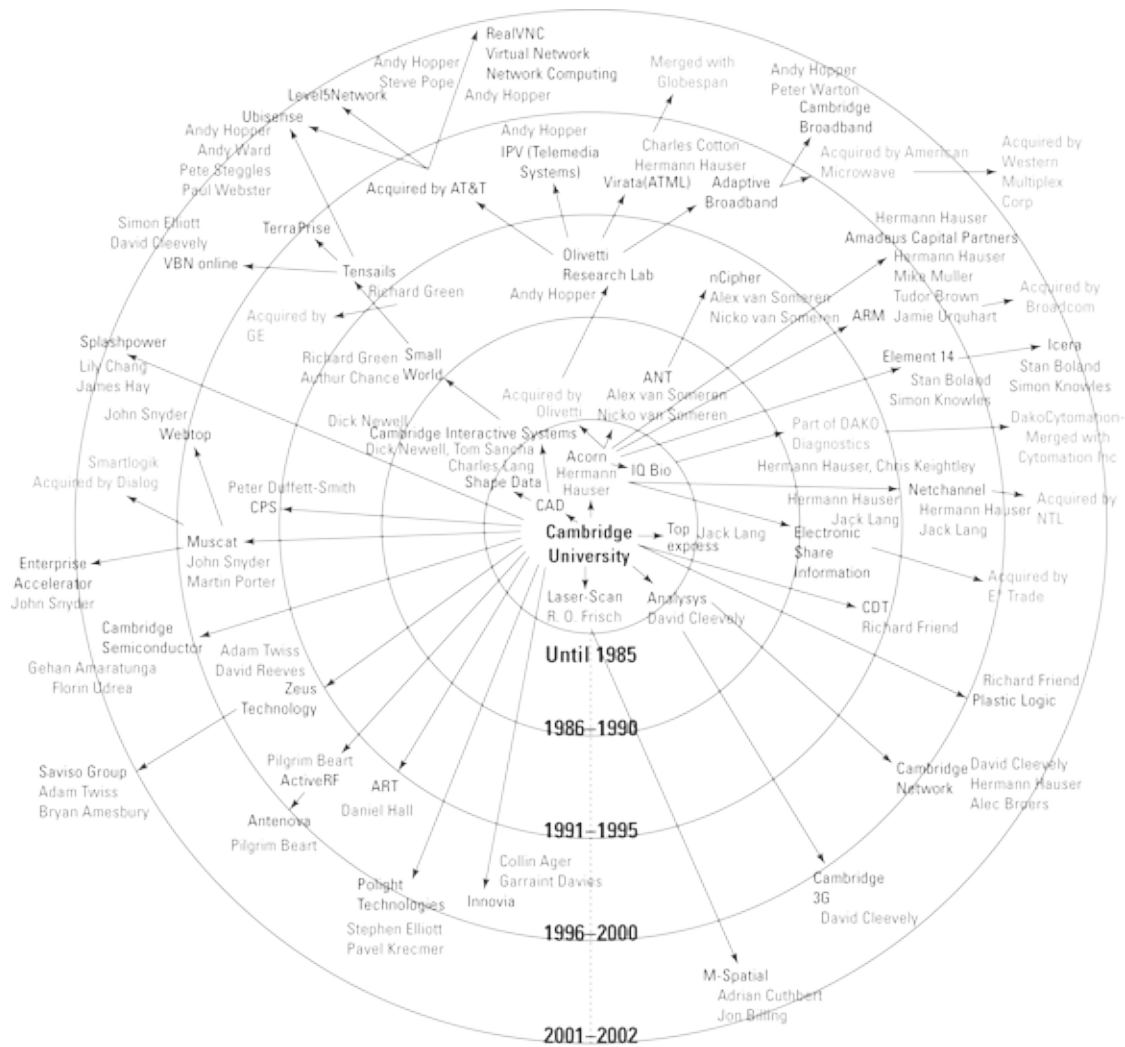 RealVNC
Virtual Network
Network Computing
Andy Hopper
Andy Hopper
Steve Pope
Level5Network
Ubisense
Andy Hopper
Andy Ward
Pete Steggles
Paul Webster
Merged with
Globespan
Andy Hopper
Peter Warton
Cambridge
Broadband
Andy Hopper
IPV (Telemedia
Systems)
Charles Cotton
Hermann Hauser
Virata(ATML)
Adaptive
Broadband
Acquired by American
Microwave
Acquired by
Western
Multiplex
Corp
Acquired by AT&T
Simon Elliott
David Cleevely
VBN online
TerraPrise
Tensails
Richard Green
Olivetti
Research Lab
Andy Hopper
Hermann Hauser
Amadeus Capital Partners
nCipher
Alex van Someren
Nicko van Someren
Hermann Hauser
Mike Muller
Tudor Brown
Jamie Urquhart
ARM
Acquired by
Broadcom
Acquired by
GE
Splashpower
Lily Chang
James Hay
Richard Green
Authur Chance
Small
World
ANT
Alex van Someren
Nicko van Someren
Element 14
Stan Boland
Simon Knowles
Icera
Stan Boland
Simon Knowles
Acquired by
Olivetti
John Snyder
Webtop
Dick Newell
Cambridge Interactive Systems
Dick Newell, Tom Sancha
Charles Lang
Shape Data
Part of DAKO
Diagnostics
DakoCytomation-
Merged with
Cytomation Inc
Acorn
Hermann
Hauser
IQ Bio
Hermann Hauser, Chris Keightley
Smartlogik
Acquired by Dialog
Peter Duffett-Smith
CPS
CAD
Hermann Hauser
Jack Lang
Netchannel
Hermann Hauser
Jack Lang
Acquired by
NTL
Cambridge
University
Top
express
Jack Lang
Electronic
Share
Information
Muscat
John Snyder
Martin Porter
Enterprise
Accelerator
John Snyder
Laser-Scan
R. O. Frisch
Analysys
David Cleevely
Acquired by
E* Trade
CDT
Richard Friend
Cambridge
Semiconductor
Gehan Amaratunga
Florin Udrea
Adam Twiss
David Reeves
Zeus
Technology
Until 1985
Richard Friend
Plastic Logic
1986–1990
Saviso Group
Adam Twiss
Bryan Amesbury
Pilgrim Beart
ActiveRF
ART
Daniel Hall
Antenova
Pilgrim Beart
Cambridge
Network
David Cleevely
Hermann Hauser
Alec Broers
1991–1995
Collin Ager
Garraint Davies
Innovia
Polight
Technologies
Stephen Elliott
Pavel Krecmer
Cambridge
3G
David Cleevely
1996–2000
M-Spatial
Adrian Cuthbert
Jon Billing
2001–2002